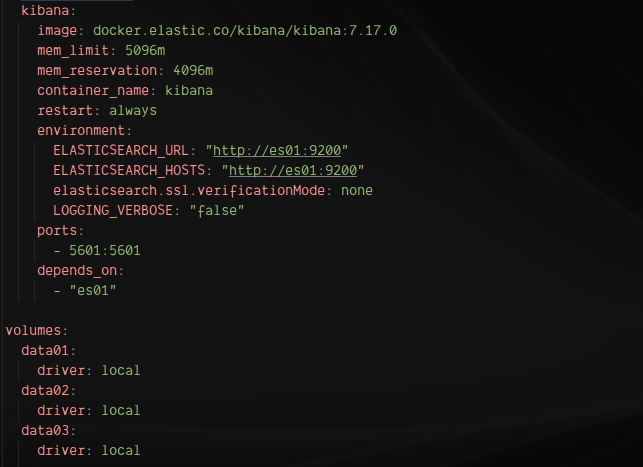 kibana:
  image: docker.elastic.co/kibana/kibana:7.17.0
  mem_limit: 5096m
  mem_reservation: 4096m
  container_name: kibana
  restart: always
  environment:
    ELASTICSEARCH_URL: "http://es01:9200"
    ELASTICSEARCH_HOSTS: "http://es01:9200"
    elasticsearch.ssl.verificationMode: none
    LOGGING_VERBOSE: "false"
  ports:
    - 5601:5601
  depends_on:
    - "es01"

volumes:
  data01:
    driver: local
  data02:
    driver: local
  data03:
    driver: local